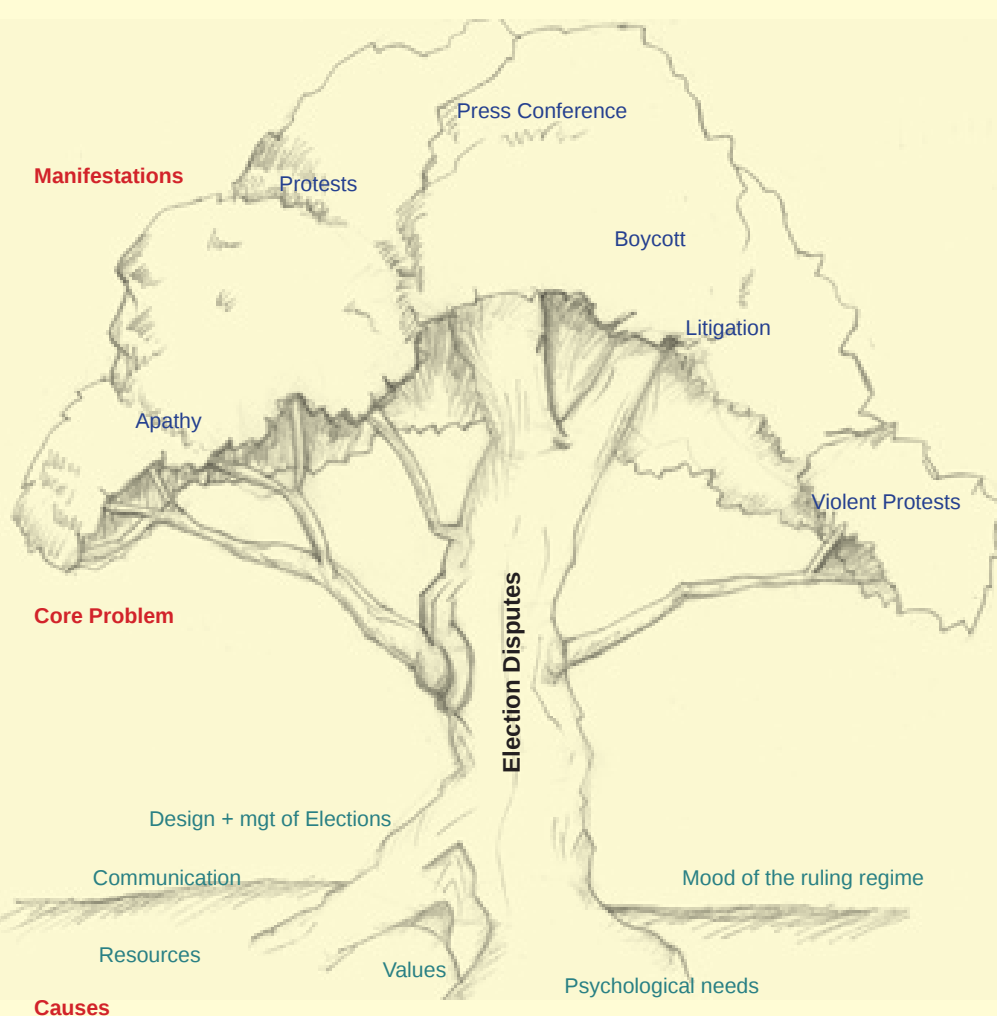 Press Conference
Manifestations
Protests
Boycott
Litigation
Apathy
Violent Protests
Core Problem
Election Disputes
Design + mgt of Elections
Communication
Mood of the ruling regime
Resources
Values
Psychological needs
Causes